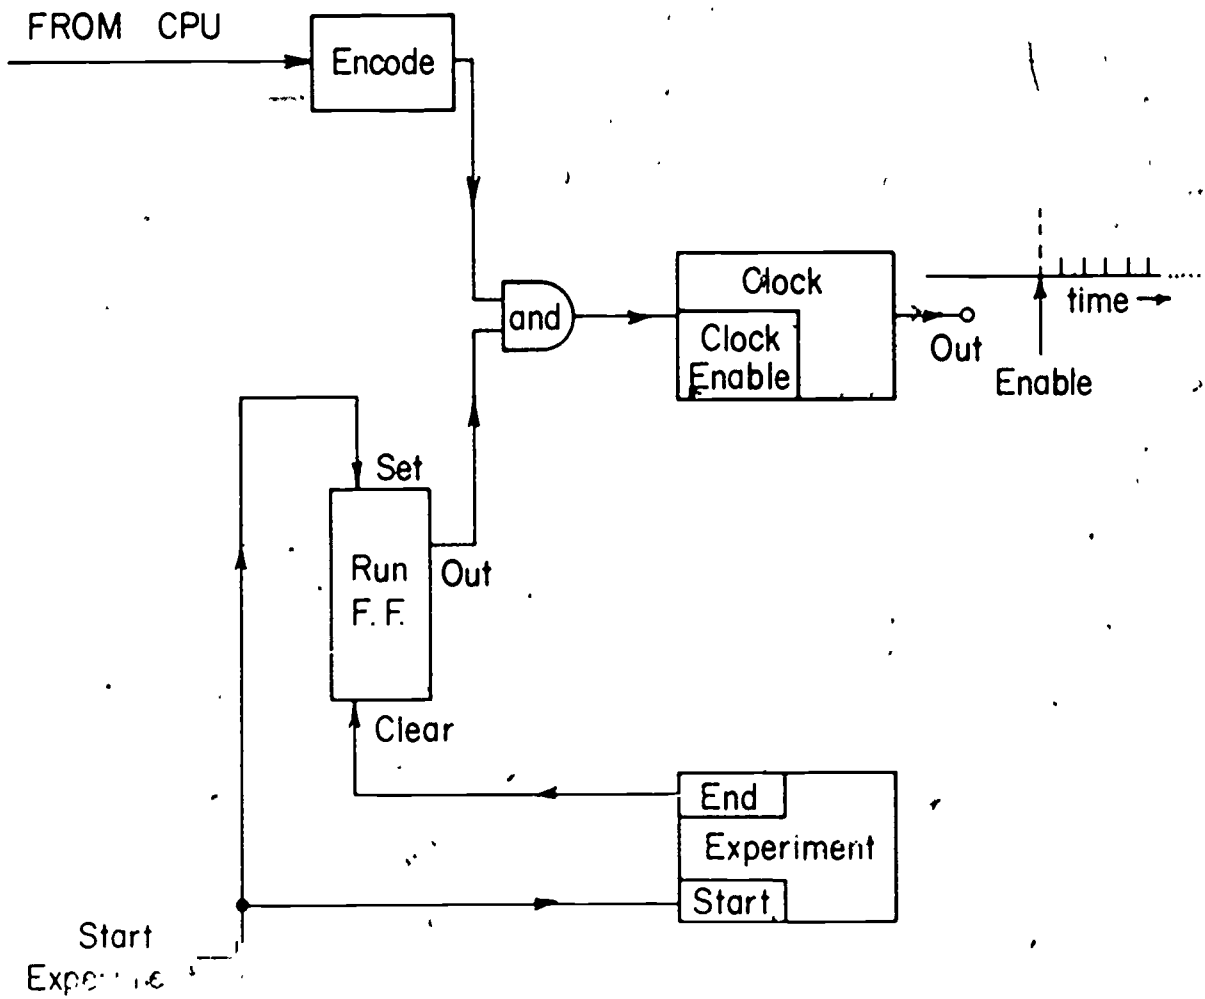 FROM CPU
Encode
and
Clock
Clock
Enable
Out
time
Enable
Set
Run
F. F.
Out
Clear
End
Experiment
Start
Start